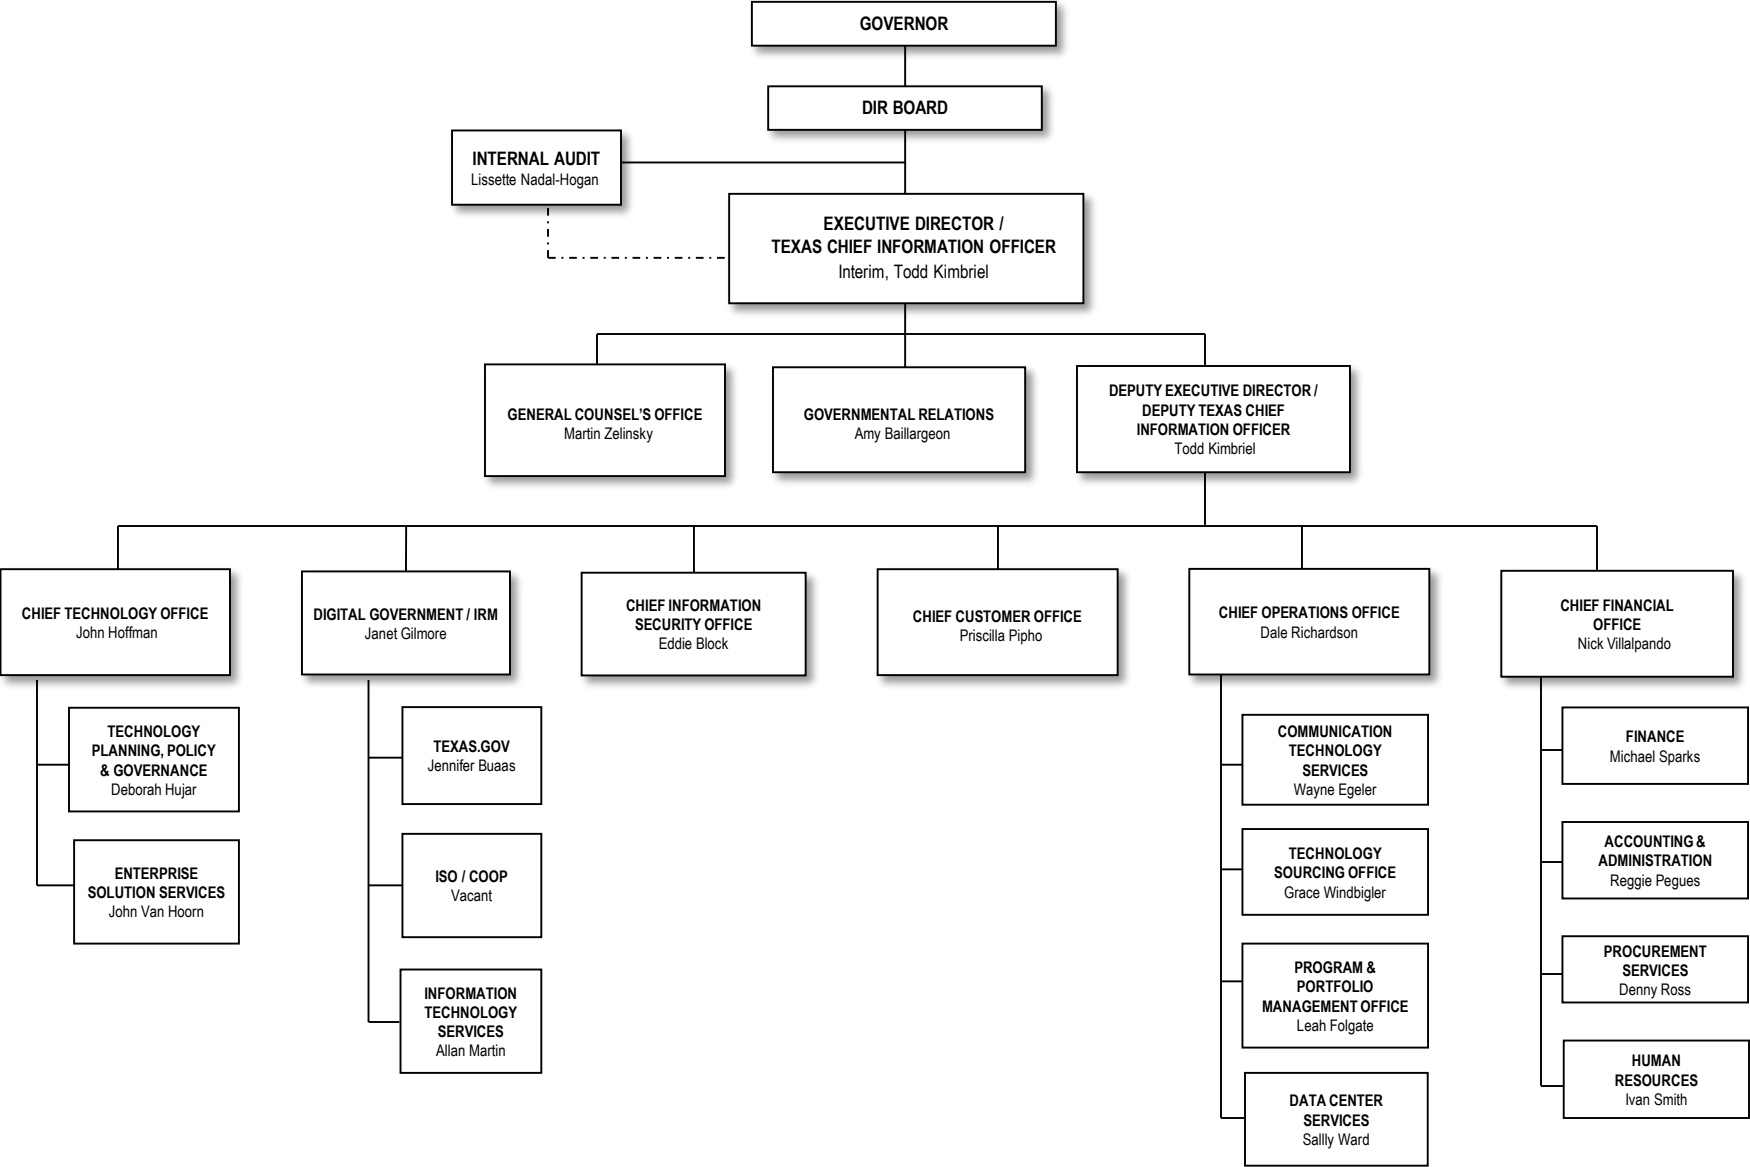 GOVERNOR
DIR BOARD
INTERNAL AUDIT
Lissette Nadal-Hogan
EXECUTIVE DIRECTOR /
TEXAS CHIEF INFORMATION OFFICER
Interim, Todd Kimbriel
GENERAL COUNSEL'S OFFICE
Martin Zelinsky
GOVERNMENTAL RELATIONS
Amy Baillargeon
DEPUTY EXECUTIVE DIRECTOR /
DEPUTY TEXAS CHIEF
INFORMATION OFFICER
Todd Kimbriel
CHIEF TECHNOLOGY OFFICE
John Hoffman
DIGITAL GOVERNMENT / IRM
Janet Gilmore
CHIEF INFORMATION
SECURITY OFFICE
Eddie Block
CHIEF CUSTOMER OFFICE
Priscilla Pipho
CHIEF OPERATIONS OFFICE
Dale Richardson
CHIEF FINANCIAL
OFFICE
Nick Villalpando
TECHNOLOGY
PLANNING, POLICY
& GOVERNANCE
Deborah Hujar
ENTERPRISE
SOLUTION SERVICES
John Van Hoorn
TEXAS.GOV
Jennifer Buaas
ISO / COOP
Vacant
INFORMATION
TECHNOLOGY
SERVICES
Allan Martin
COMMUNICATION
TECHNOLOGY
SERVICES
Wayne Egeler
TECHNOLOGY
SOURCING OFFICE
Grace Windbigler
PROGRAM &
PORTFOLIO
MANAGEMENT OFFICE
Leah Folgate
DATA CENTER
SERVICES
Sallly Ward
FINANCE
Michael Sparks
ACCOUNTING &
ADMINISTRATION
Reggie Pegues
PROCUREMENT
SERVICES
Denny Ross
HUMAN
RESOURCES
Ivan Smith